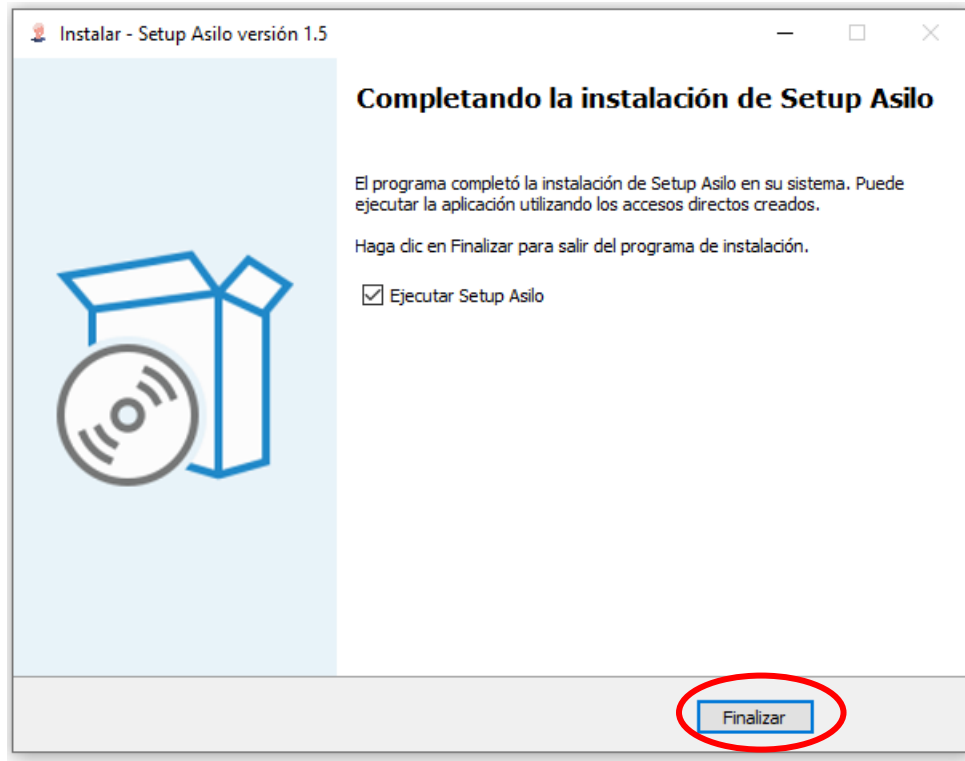 Instalar - Setup Asilo versión 1.5
Completando la instalación de Setup Asilo
El programa completó la instalación de Setup Asilo en su sistema. Puede
ejecutar la aplicación utilizando los accesos directos creados.
Haga clic en Finalizar para salir del programa de instalación.
Ejecutar Setup Asilo
Finalizar